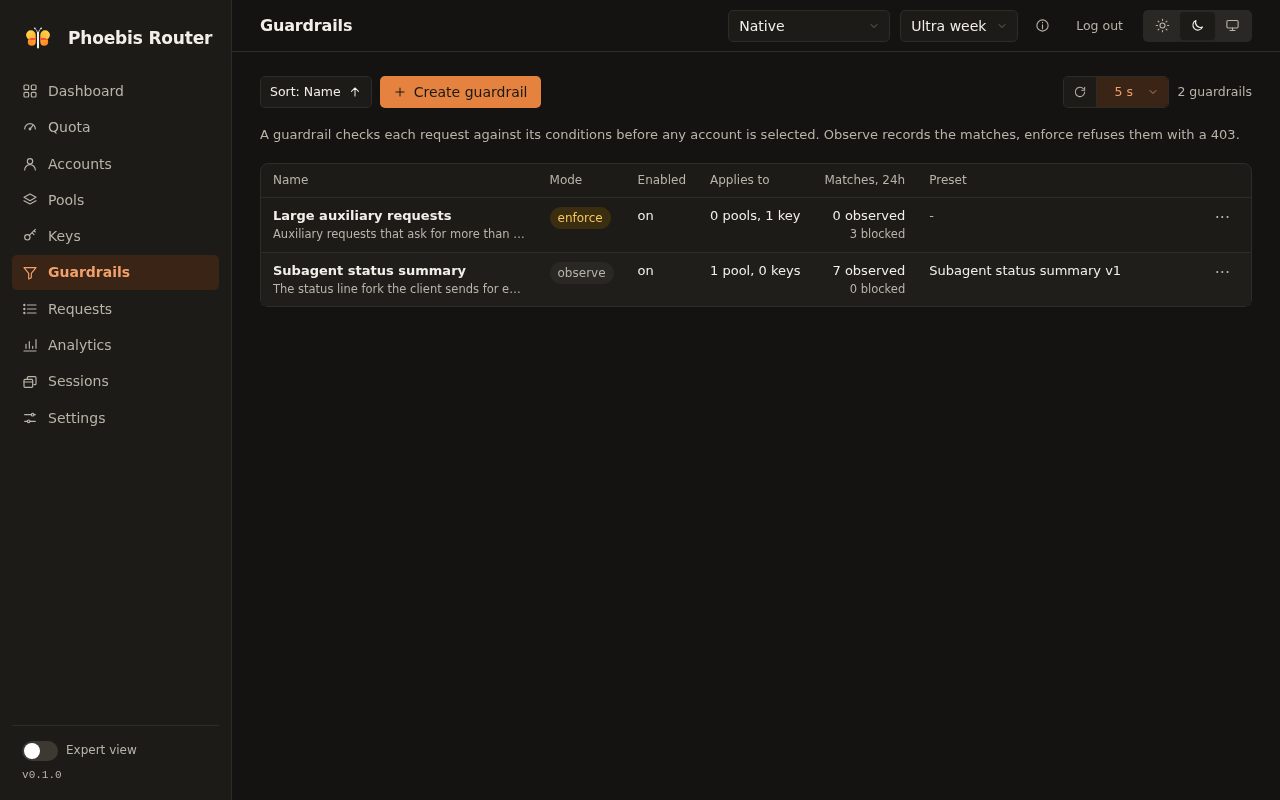 Phoebis Router
Guardrails
Native
Ultra week
Log out
Dashboard
Quota
Accounts
Pools
Keys
Guardrails
Requests
Analytics
Sessions
Settings
Expert view
v0.1.0
Sort: Name
Create guardrail
5 s
2 guardrails
A guardrail checks each request against its conditions before any account is selected. Observe records the matches, enforce refuses them with a 403.
Name Mode Enabled Applies to Matches, 24h Preset
Large auxiliary requests enforce on 0 pools, 1 key 0 observed -
Auxiliary requests that ask for more than … 3 blocked
Subagent status summary observe on 1 pool, 0 keys 7 observed Subagent status summary v1
The status line fork the client sends for e… 0 blocked